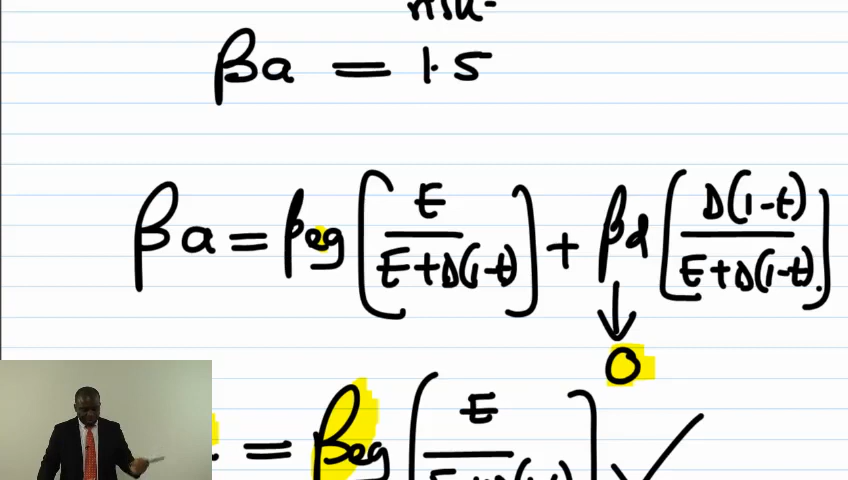 βa = 1.5
βa = βeg [E / E+D(1-t)] + βd [D(1-t) / E+D(1-t)]
↓
0
= βeg [E /